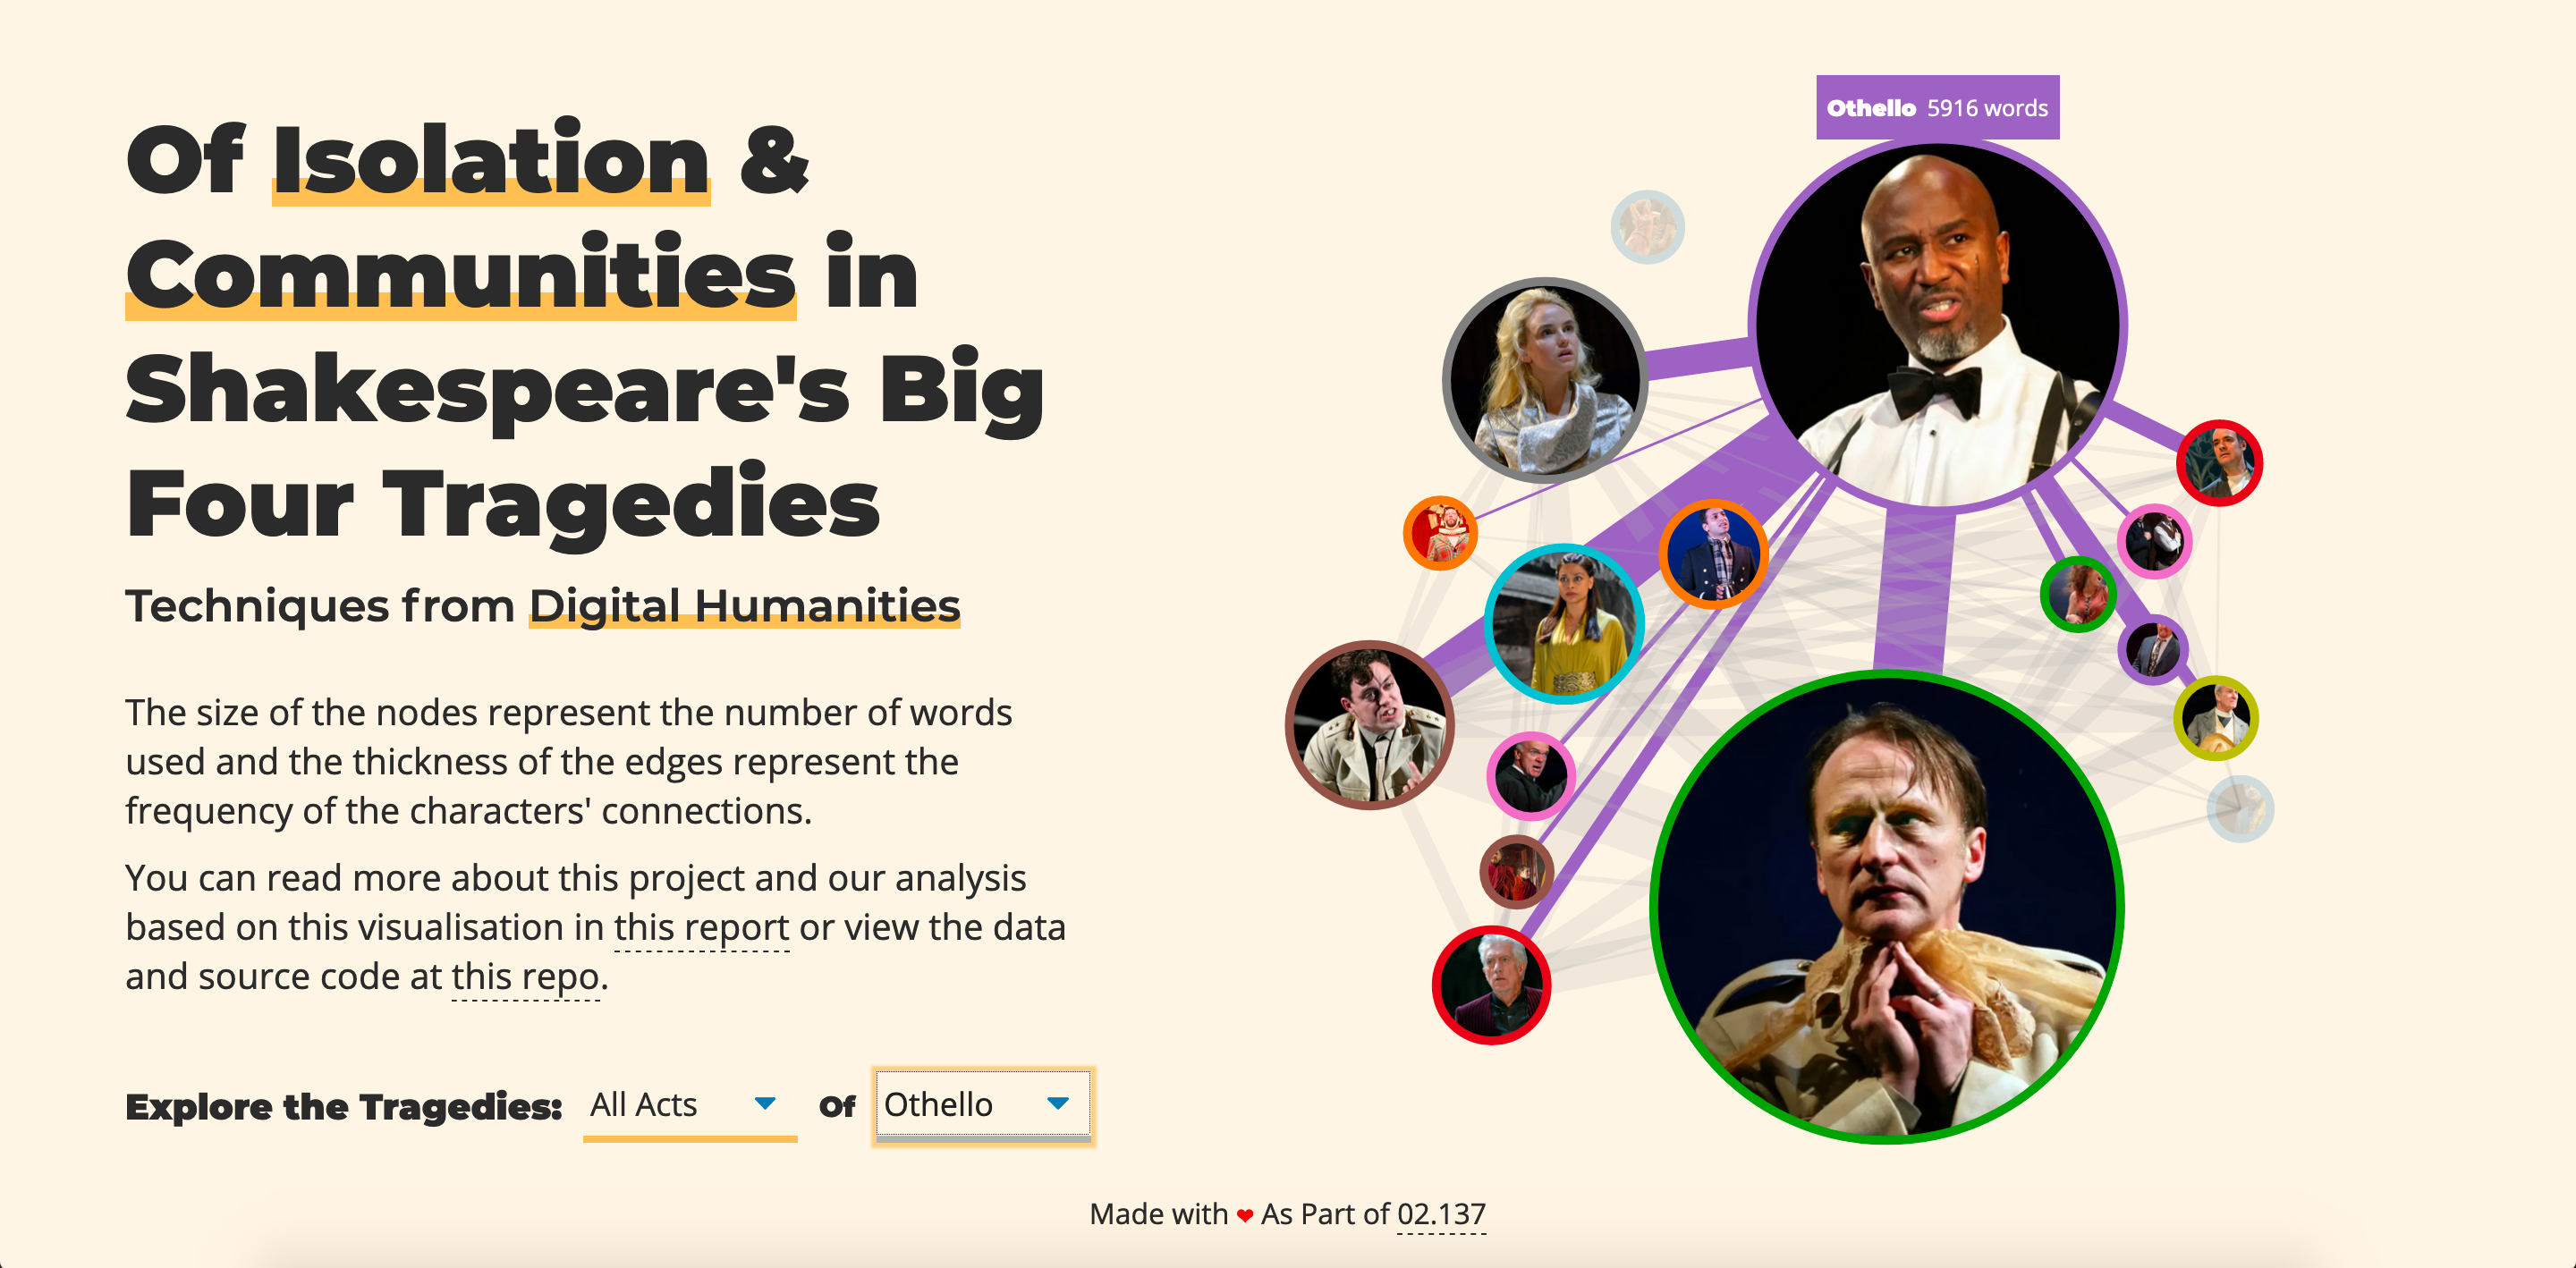 Of Isolation &
Communities in
Shakespeare's Big
Four Tragedies
Techniques from Digital Humanities
The size of the nodes represent the number of words
used and the thickness of the edges represent the
frequency of the characters' connections.
You can read more about this project and our analysis
based on this visualisation in this report or view the data
and source code at this repo.
Explore the Tragedies: All Acts Of Othello
Othello 5916 words
Made with ❤ As Part of 02.137